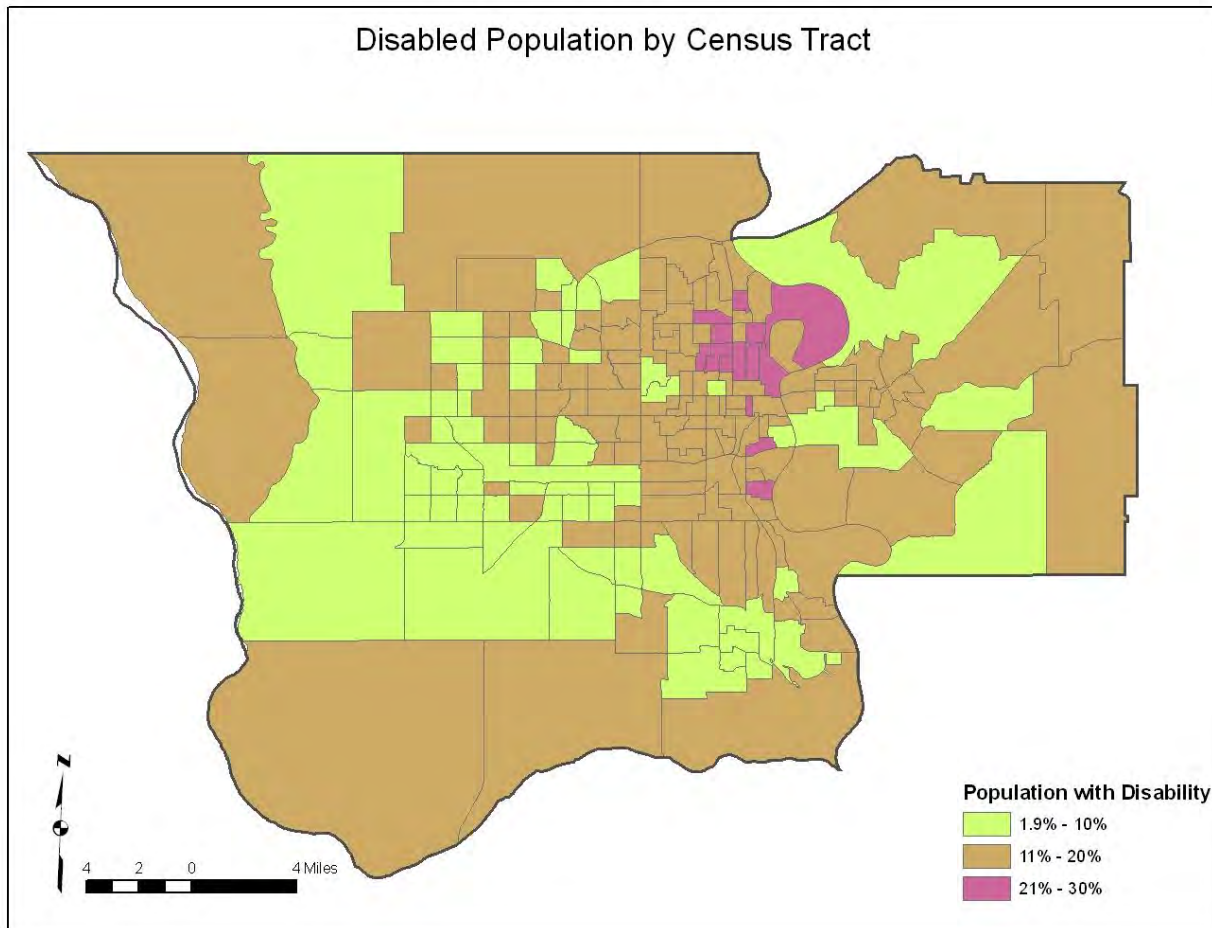 Disabled Population by Census Tract
N
4 2 0 4 Miles
Population with Disability
1.9% - 10%
11% - 20%
21% - 30%